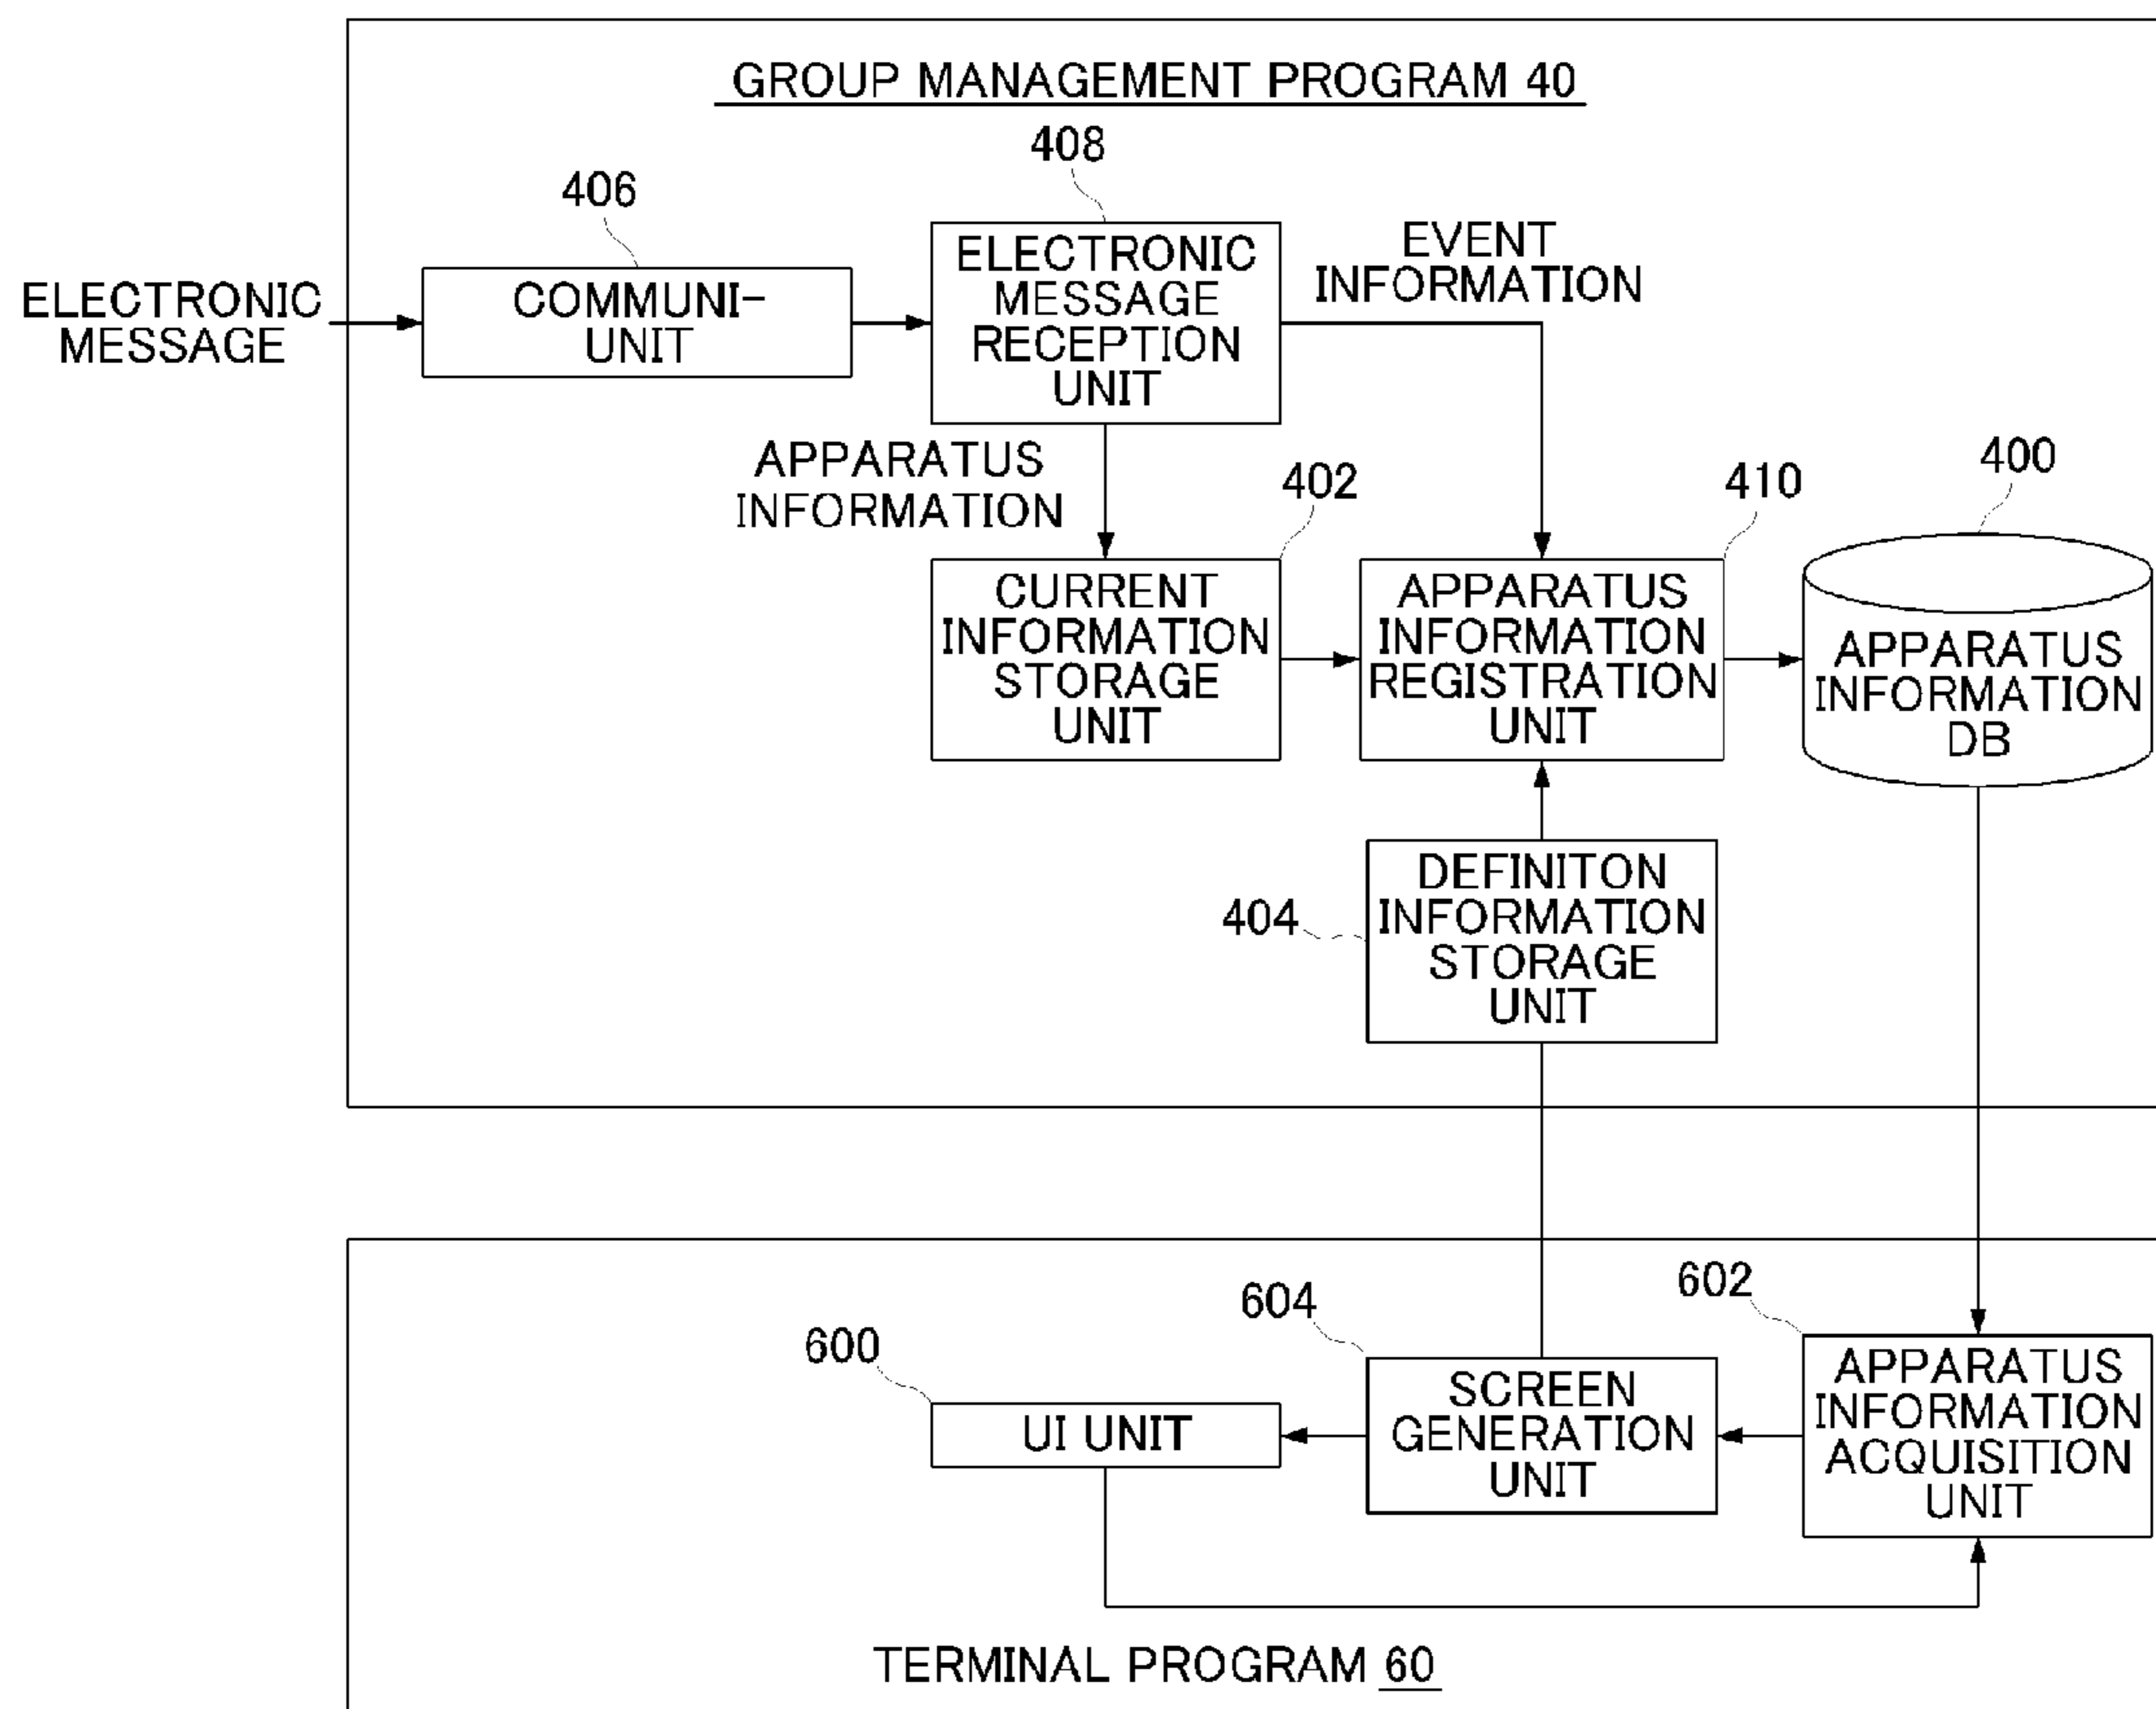 GROUP MANAGEMENT PROGRAM 40
408
406
ELECTRONIC
MESSAGE
COMMUNI-
UNIT
ELECTRONIC
MESSAGE
RECEPTION
UNIT
EVENT
INFORMATION
APPARATUS
INFORMATION
402
410
400
CURRENT
INFORMATION
STORAGE
UNIT
APPARATUS
INFORMATION
REGISTRATION
UNIT
APPARATUS
INFORMATION
DB
404
DEFINITON
INFORMATION
STORAGE
UNIT
600
604
602
UI UNIT
SCREEN
GENERATION
UNIT
APPARATUS
INFORMATION
ACQUISITION
UNIT
TERMINAL PROGRAM 60